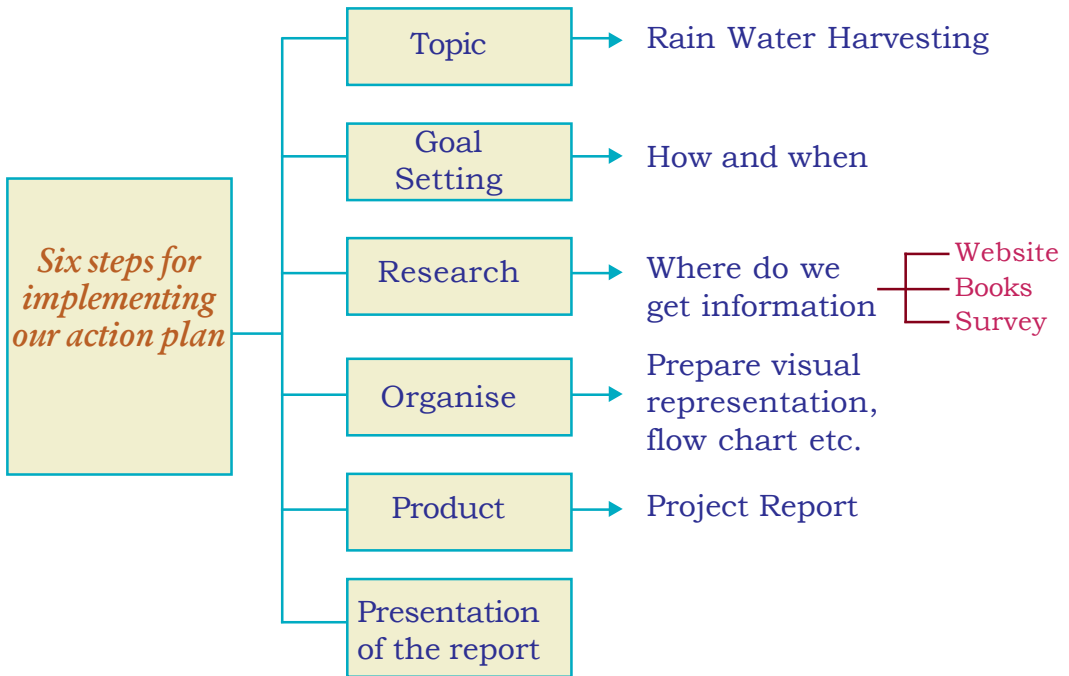 Six steps for
implementing
our action plan
Topic
Rain Water Harvesting
Goal
Setting
How and when
Research
Where do we
get information
Website
Books
Survey
Organise
Prepare visual
representation,
flow chart etc.
Product
Project Report
Presentation
of the report